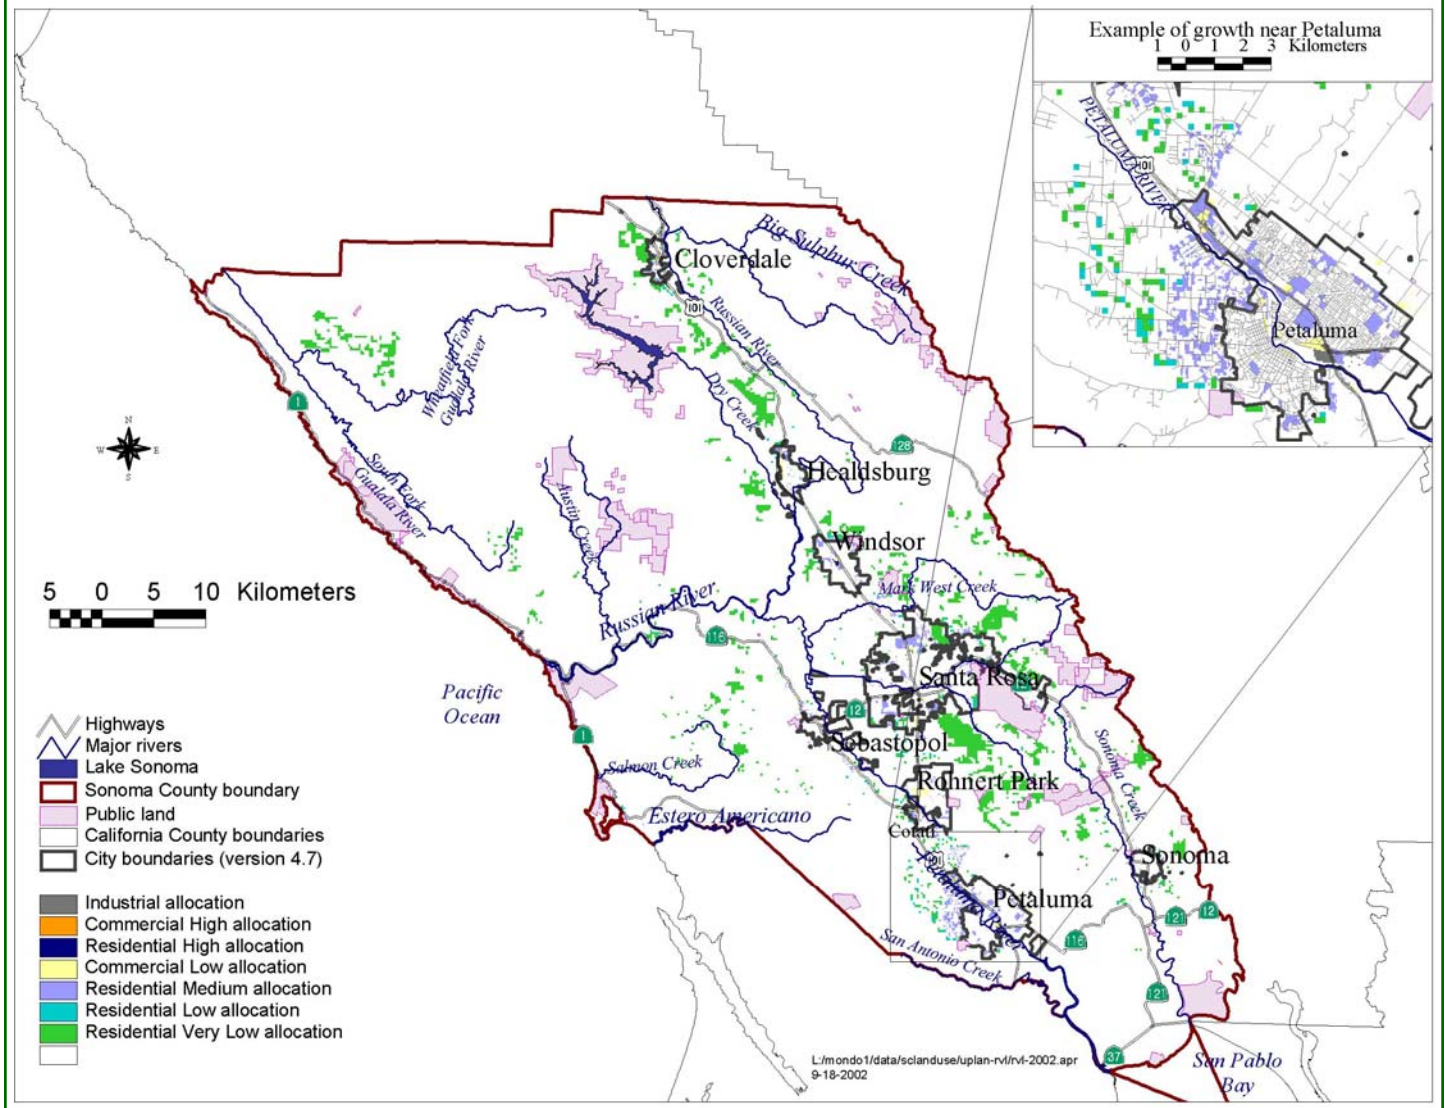 Example of growth near Petaluma
1 0 1 2 3 Kilometers
PETALUMA RIVER
101
Petaluma
Big Sulphur Creek
Cloverdale
101
Russian River
Wheatfield Fork
Gualala River
Dry Creek
1
128
N
W E
S
Healdsburg
South Fork
Gualala River
Austin Creek
Windsor
Mark West Creek
5 0 5 10 Kilometers
Russian River
116
Santa Rosa
Pacific
Ocean
12
1
Sebastopol
Sonoma Creek
Salmon Creek
Rohnert Park
Estero Americano
Cotati
101
Sonoma
Petaluma
Petaluma River
121
12
116
San Antonio Creek
121
37
San Pablo
Bay
Highways
Major rivers
Lake Sonoma
Sonoma County boundary
Public land
California County boundaries
City boundaries (version 4.7)
Industrial allocation
Commercial High allocation
Residential High allocation
Commercial Low allocation
Residential Medium allocation
Residential Low allocation
Residential Very Low allocation
L:/mondo1/data/sclanduse/uplan-rvl/rvl-2002.apr
9-18-2002